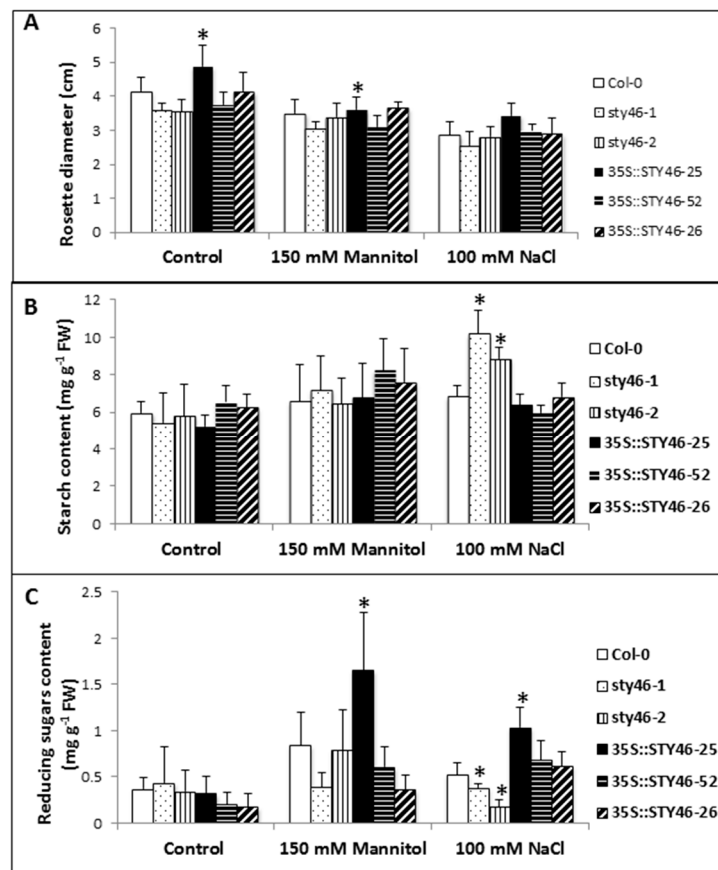 A
Rosette diameter (cm)
6
5
4
3
2
1
0
*
*
Control
150 mM Mannitol
100 mM NaCl
Col-0
sty46-1
sty46-2
35S::STY46-25
35S::STY46-52
35S::STY46-26
B
Starch content (mg g-1 FW)
12
10
8
6
4
2
0
*
*
Control
150 mM Mannitol
100 mM NaCl
Col-0
sty46-1
sty46-2
35S::STY46-25
35S::STY46-52
35S::STY46-26
C
Reducing sugars content
(mg g-1 FW)
2.5
2
1.5
1
0.5
0
*
*
*
*
Control
150 mM Mannitol
100 mM NaCl
Col-0
sty46-1
sty46-2
35S::STY46-25
35S::STY46-52
35S::STY46-26